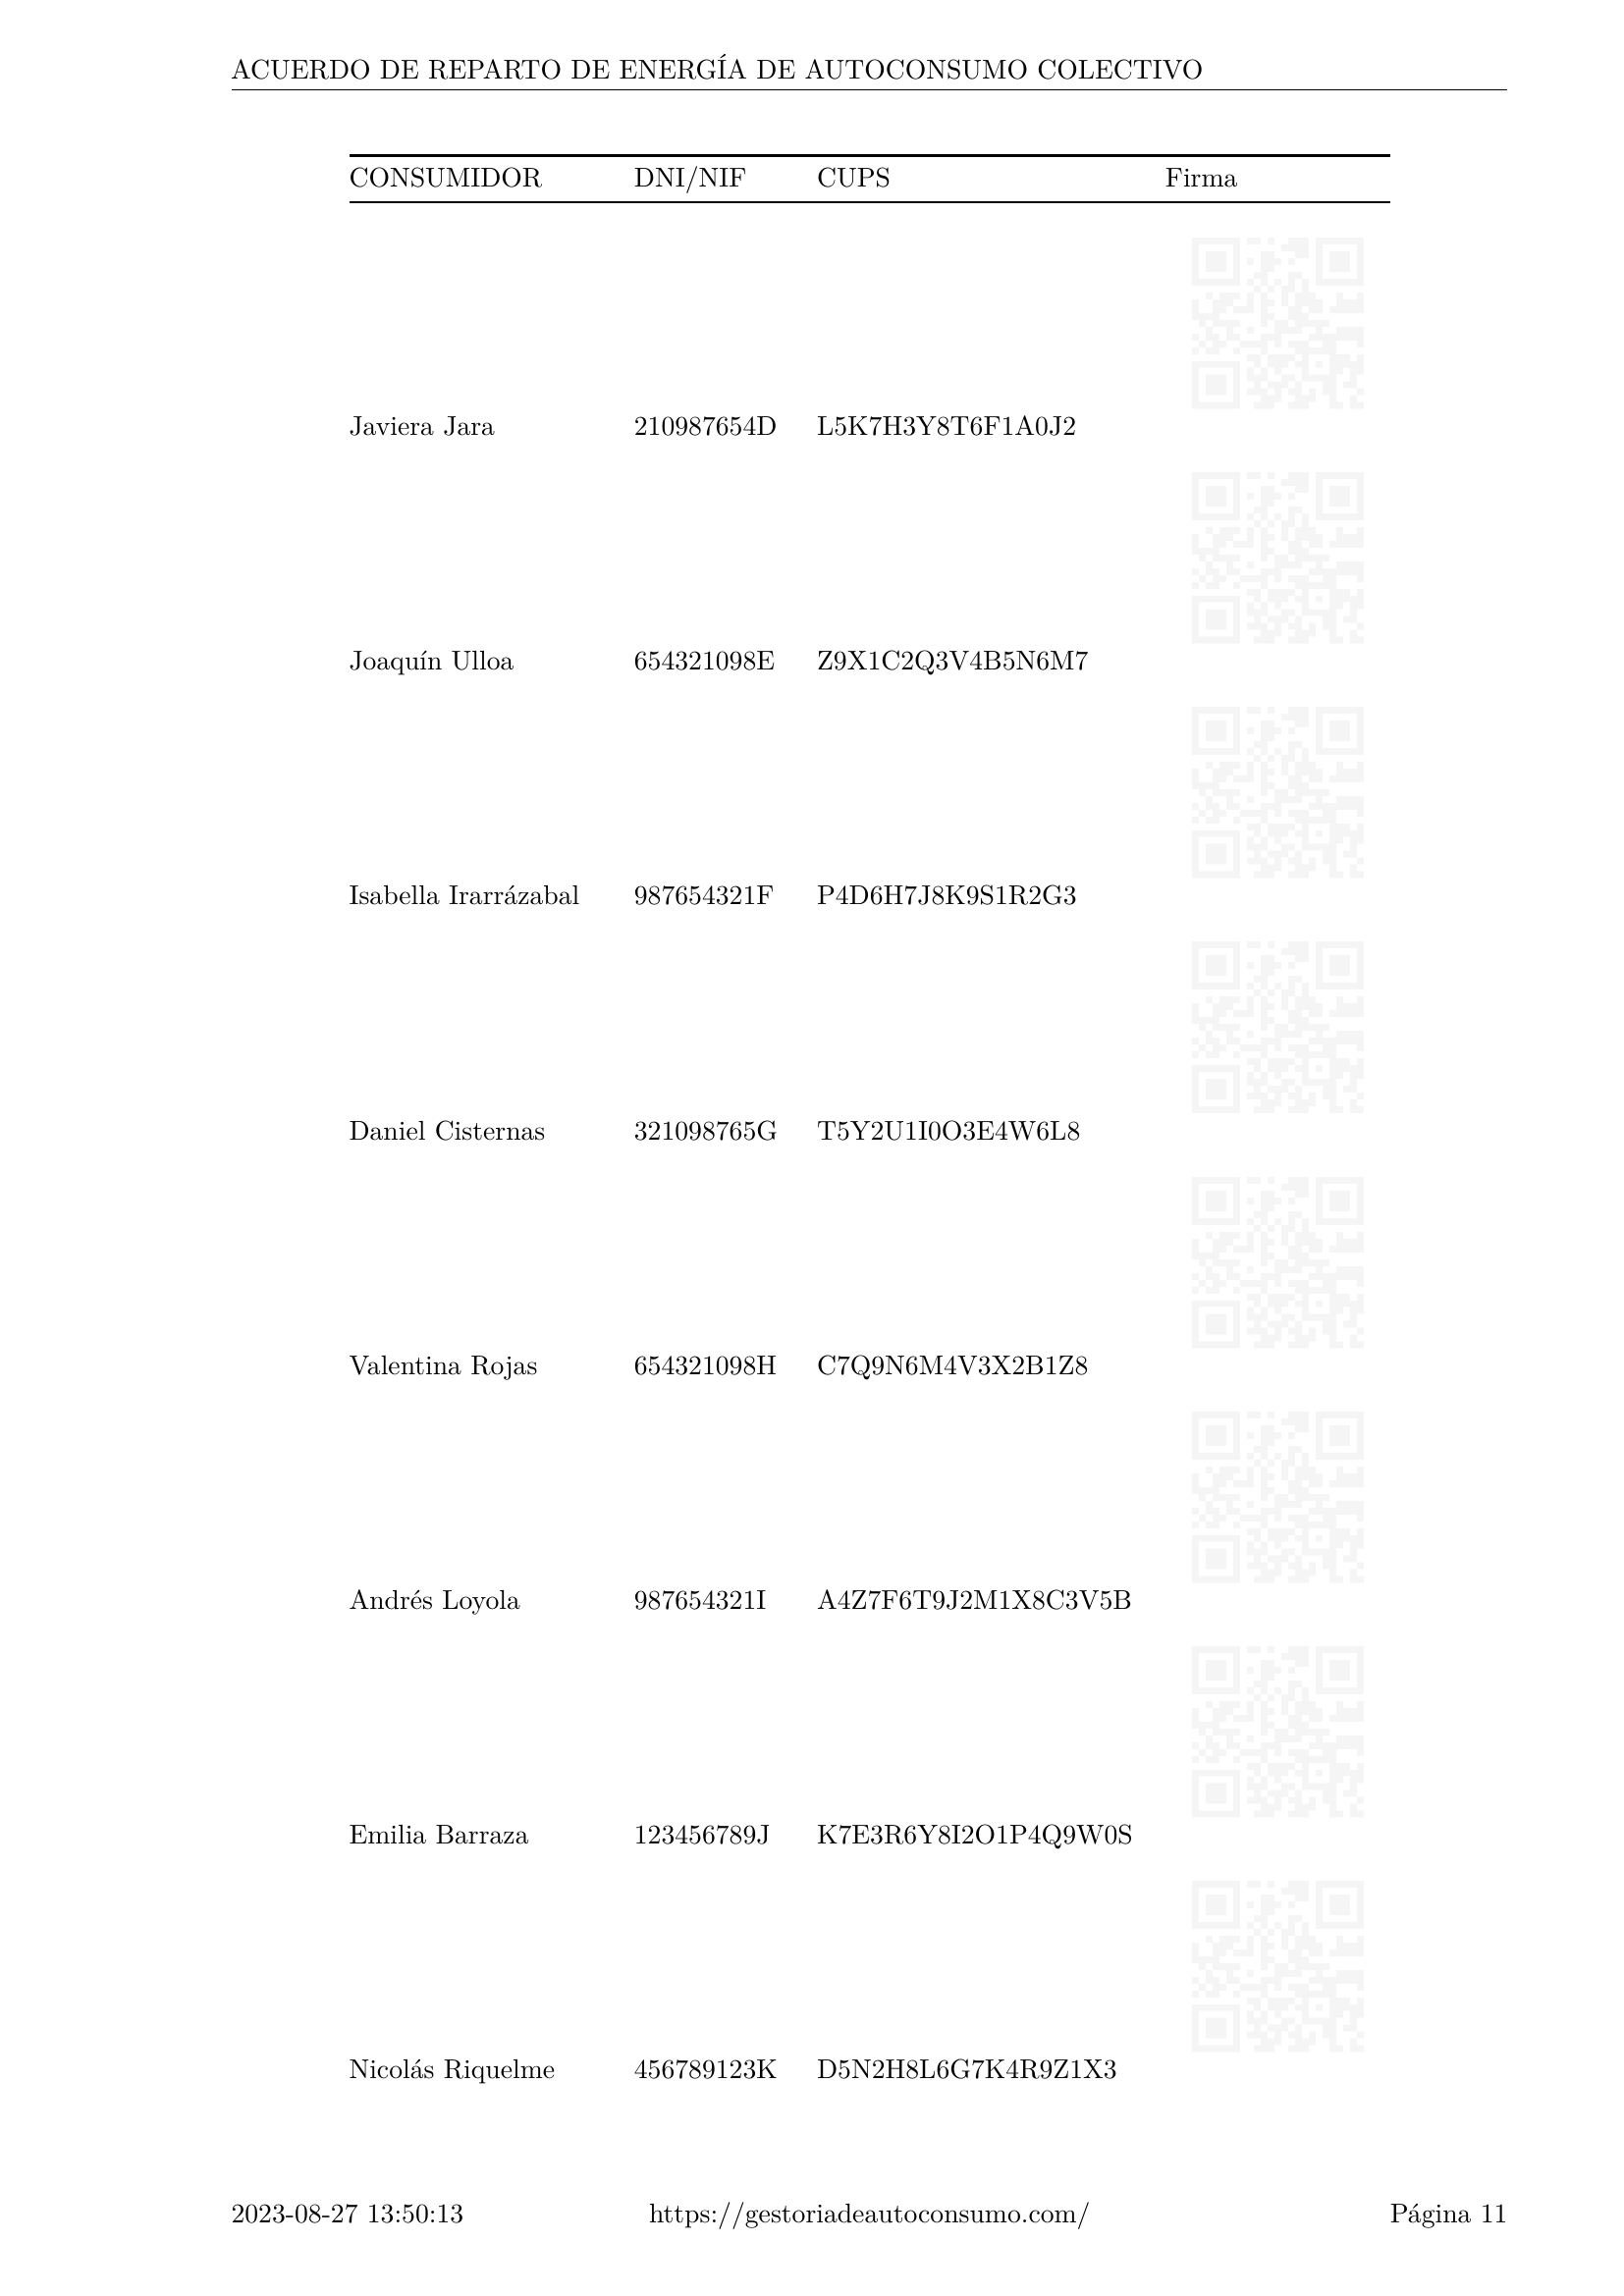 ACUERDO DE REPARTO DE ENERGÍA DE AUTOCONSUMO COLECTIVO
CONSUMIDOR DNI/NIF CUPS Firma
Javiera Jara 210987654D L5K7H3Y8T6F1A0J2
Joaquín Ulloa 654321098E Z9X1C2Q3V4B5N6M7
Isabella Irarrázabal 987654321F P4D6H7J8K9S1R2G3
Daniel Cisternas 321098765G T5Y2U1I0O3E4W6L8
Valentina Rojas 654321098H C7Q9N6M4V3X2B1Z8
Andrés Loyola 987654321I A4Z7F6T9J2M1X8C3V5B
Emilia Barraza 123456789J K7E3R6Y8I2O1P4Q9W0S
Nicolás Riquelme 456789123K D5N2H8L6G7K4R9Z1X3
2023-08-27 13:50:13 https://gestoriadeautoconsumo.com/ Página 11